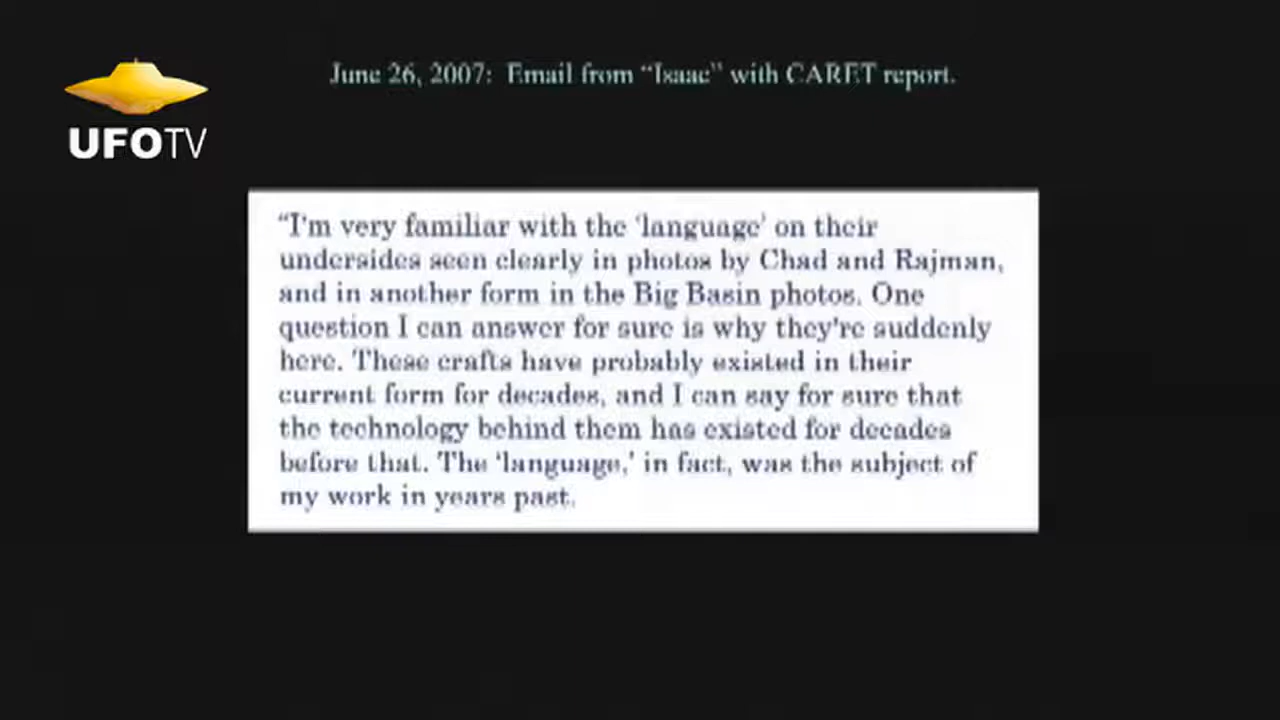 June 26, 2007: Email from “Isaac” with CARET report.
UFOTV
“I'm very familiar with the ‘language’ on their
undersides seen clearly in photos by Chad and Rajman,
and in another form in the Big Basin photos. One
question I can answer for sure is why they're suddenly
here. These crafts have probably existed in their
current form for decades, and I can say for sure that
the technology behind them has existed for decades
before that. The ‘language,’ in fact, was the subject of
my work in years past.